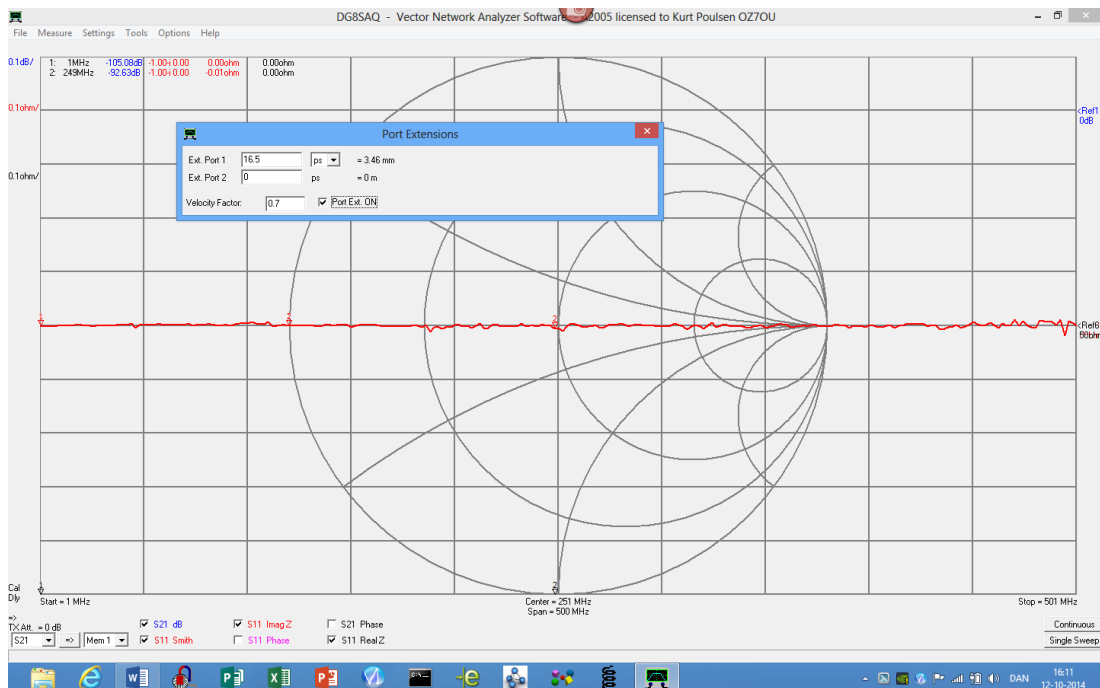 DG8SAQ - Vector Network Analyzer Software 2005 licensed to Kurt Poulsen OZ7OU
File Measure Settings Tools Options Help
0.1dB/ 1: 1MHz -105.08dB -1.00+i 0.00 0.00ohm 0.00ohm
2: 249MHz -92.63dB -1.00-i 0.00 -0.01ohm 0.00ohm
0.1ohm/
<Ref1
0dB
Port Extensions
Ext. Port 1 16.5 ps = 3.46 mm
0.1ohm/
Ext. Port 2 0 ps = 0 m
Velocity Factor: 0.7 Port Ext. ON
1
2
2
<Ref6
1
2
Cal
Dly
Start = 1 MHz Center = 251 MHz Stop = 501 MHz
Span = 500 MHz
=>
TX Att. = 0 dB
S21 dB S11 Imag Z S21 Phase Continuous
S21 => Mem 1 S11 Smith S11 Phase S11 Real Z Single Sweep
DAN 16:11
12-10-2014